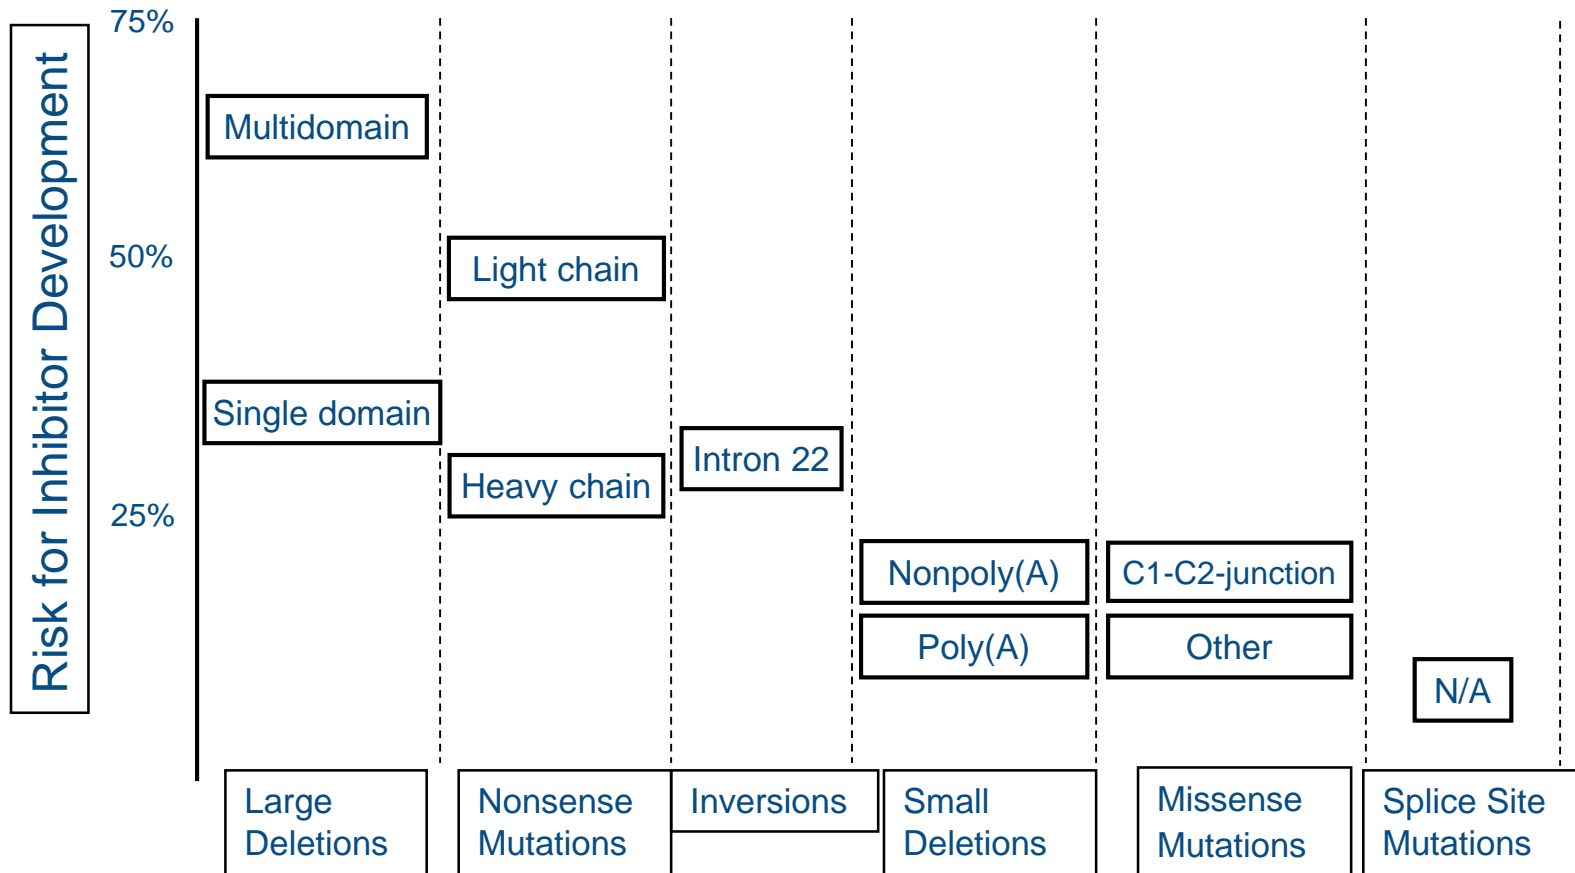 Risk for Inhibitor Development
75%
50%
25%
Multidomain
Single domain
Light chain
Heavy chain
Intron 22
Nonpoly(A)
Poly(A)
C1-C2-junction
Other
N/A
Large
Deletions
Nonsense
Mutations
Inversions
Small
Deletions
Missense
Mutations
Splice Site
Mutations